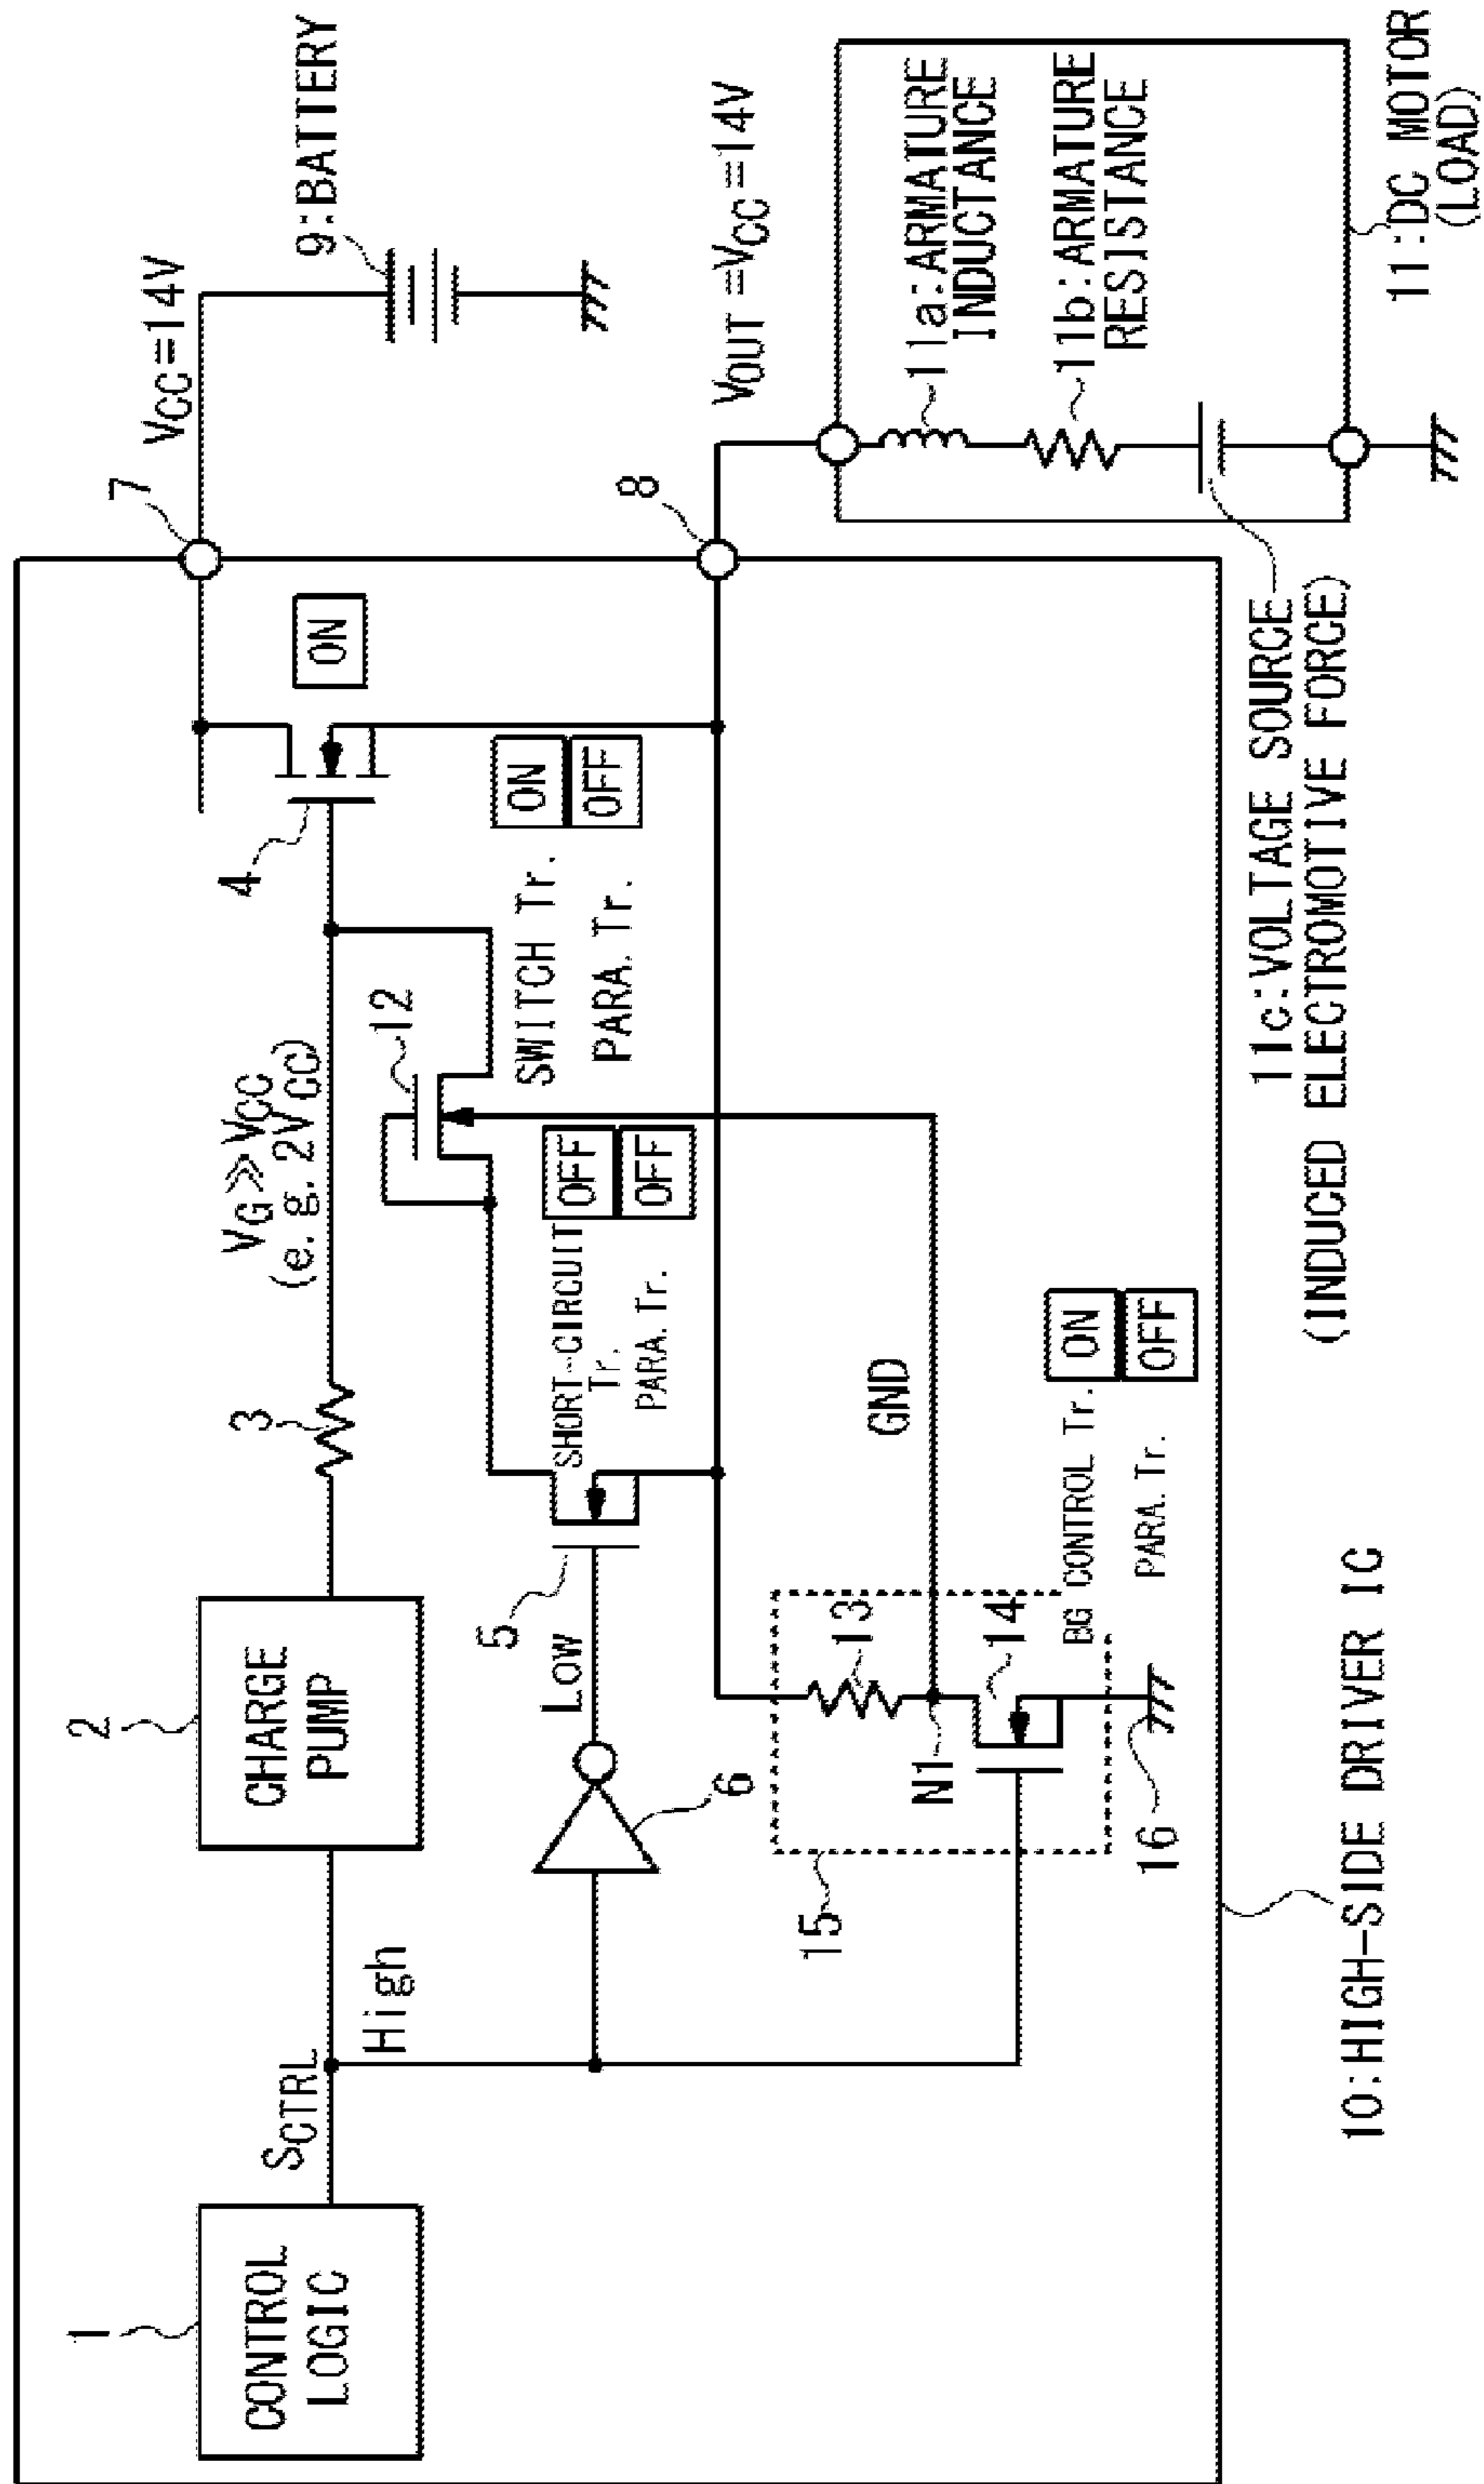 1
CONTROL
LOGIC
SCTRL
High
2
CHARGE
PUMP
3
VG≫VCC
(e. g. 2VCC)
4
ON
7
VCC=14V
9:BATTERY
12
SWITCH Tr.
ON
PARA. Tr.
OFF
6
Low
5
SHORT-CIRCUIT
Tr.
OFF
PARA. Tr.
OFF
8
VOUT =VCC=14V
15
13
N1
14
GND
BG CONTROL Tr.
ON
PARA. Tr.
OFF
16
11a:ARMATURE
INDUCTANCE
11b:ARMATURE
RESISTANCE
11c:VOLTAGE SOURCE
(INDUCED ELECTROMOTIVE FORCE)
10:HIGH-SIDE DRIVER IC
11:DC MOTOR
(LOAD)